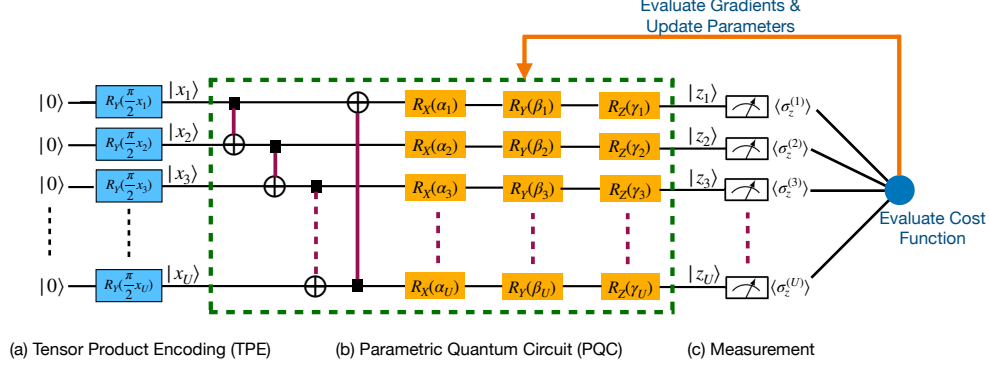 Evaluate Gradients
& Update Parameters
|0⟩ R_Y(π/2 x_1) |x_1⟩ R_X(α_1) R_Y(β_1) R_Z(γ_1) |z_1⟩ ⟨σ_z^(1)⟩
|0⟩ R_Y(π/2 x_2) |x_2⟩ R_X(α_2) R_Y(β_2) R_Z(γ_2) |z_2⟩ ⟨σ_z^(2)⟩
|0⟩ R_Y(π/2 x_3) |x_3⟩ R_X(α_3) R_Y(β_3) R_Z(γ_3) |z_3⟩ ⟨σ_z^(3)⟩
Evaluate Cost
Function
|0⟩ R_Y(π/2 x_U) |x_U⟩ R_X(α_U) R_Y(β_U) R_Z(γ_U) |z_U⟩ ⟨σ_z^(U)⟩
(a) Tensor Product Encoding (TPE) (b) Parametric Quantum Circuit (PQC) (c) Measurement